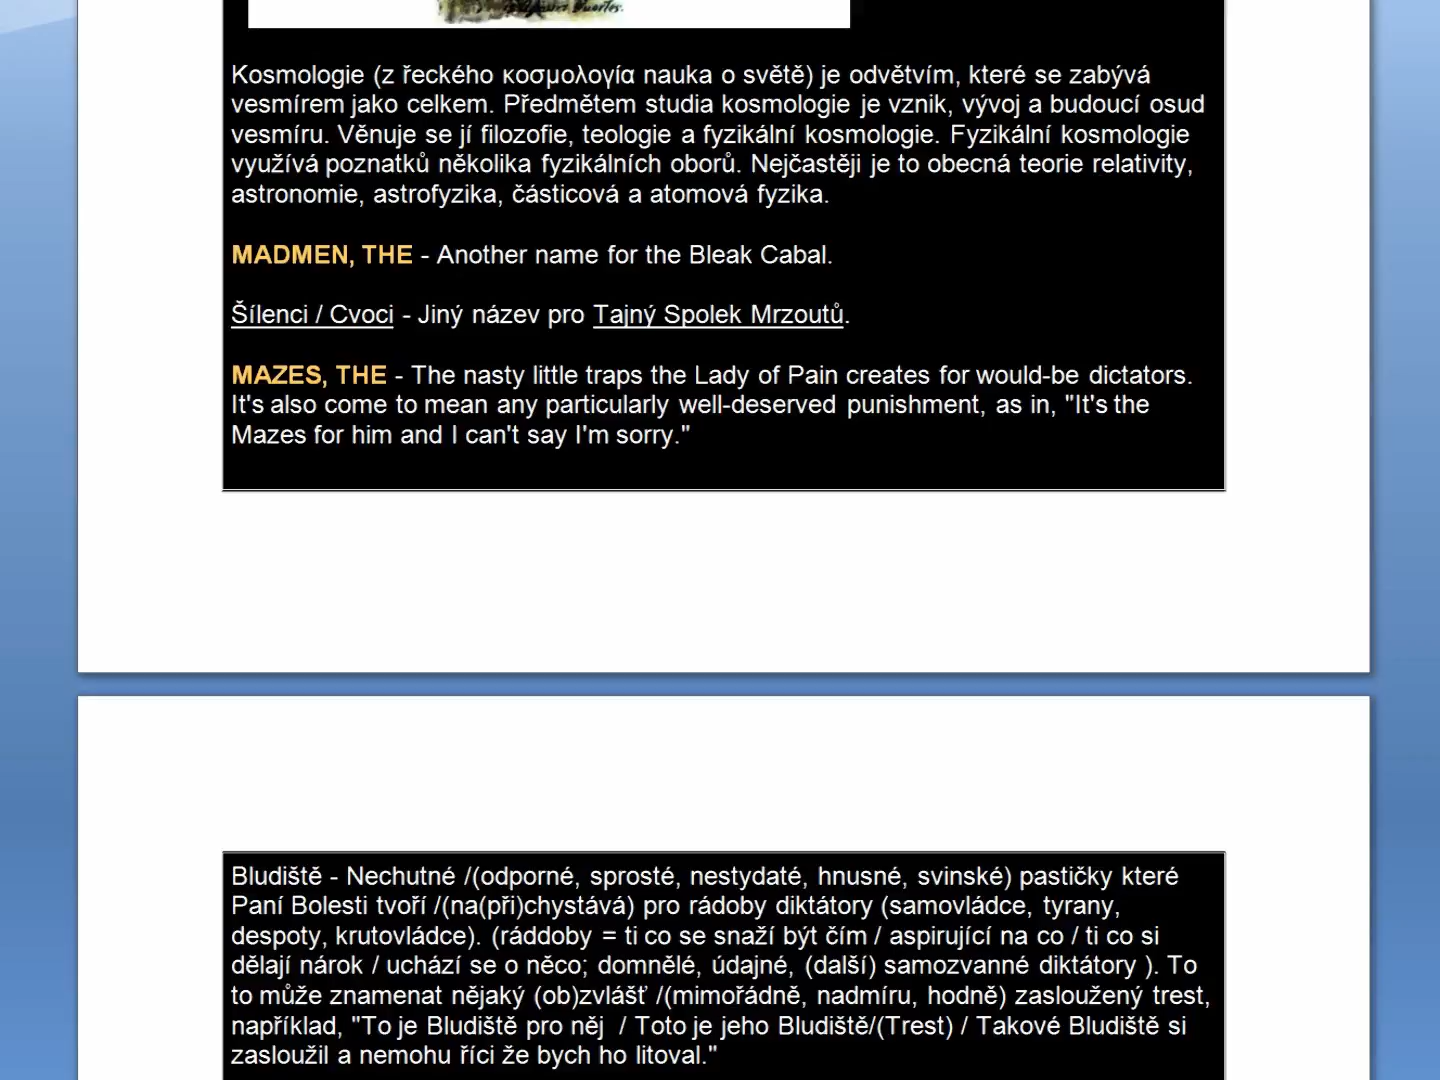 Kosmologie (z řeckého κοσμολογία nauka o světě) je odvětvím, které se zabývá
vesmírem jako celkem. Předmětem studia kosmologie je vznik, vývoj a budoucí osud
vesmíru. Věnuje se jí filozofie, teologie a fyzikální kosmologie. Fyzikální kosmologie
využívá poznatků několika fyzikálních oborů. Nejčastěji je to obecná teorie relativity,
astronomie, astrofyzika, částicová a atomová fyzika.
MADMEN, THE - Another name for the Bleak Cabal.
Šílenci / Cvoci - Jiný název pro Tajný Spolek Mrzoutů.
MAZES, THE - The nasty little traps the Lady of Pain creates for would-be dictators.
It's also come to mean any particularly well-deserved punishment, as in, "It's the
Mazes for him and I can't say I'm sorry."
Bludiště - Nechutné /(odporné, sprosté, nestydaté, hnusné, svinské) pastičky které
Paní Bolesti tvoří /(na(při)chystává) pro rádoby diktátory (samovládce, tyrany,
despoty, krutovládce). (ráddoby = ti co se snaží být čím / aspirující na co / ti co si
dělají nárok / uchází se o něco; domnělé, údajné, (další) samozvanné diktátory ). To
to může znamenat nějaký (ob)zvlášť /(mimořádně, nadmíru, hodně) zasloužený trest,
například, "To je Bludiště pro něj  / Toto je jeho Bludiště/(Trest) / Takové Bludiště si
zasloužil a nemohu říci že bych ho litoval."